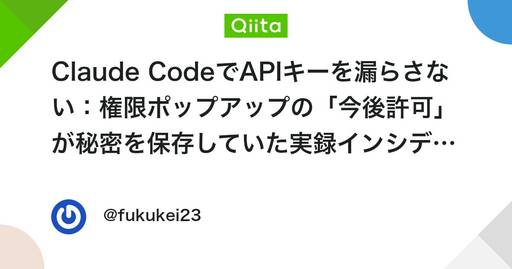 Qiita
Claude CodeでAPIキーを漏らさな
い：権限ポップアップの「今後許可」
が秘密を保存していた実録インシデ…
@fukukei23